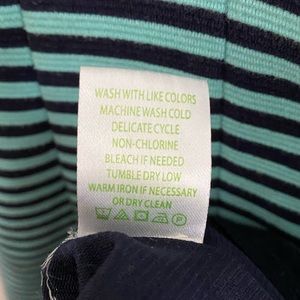 WASH WITH LIKE COLORS
MACHINE WASH COLD
DELICATE CYCLE
NON-CHLORINE
BLEACH IF NEEDED
TUMBLE DRY LOW
WARM IRON IF NECESSARY
OR DRY CLEAN